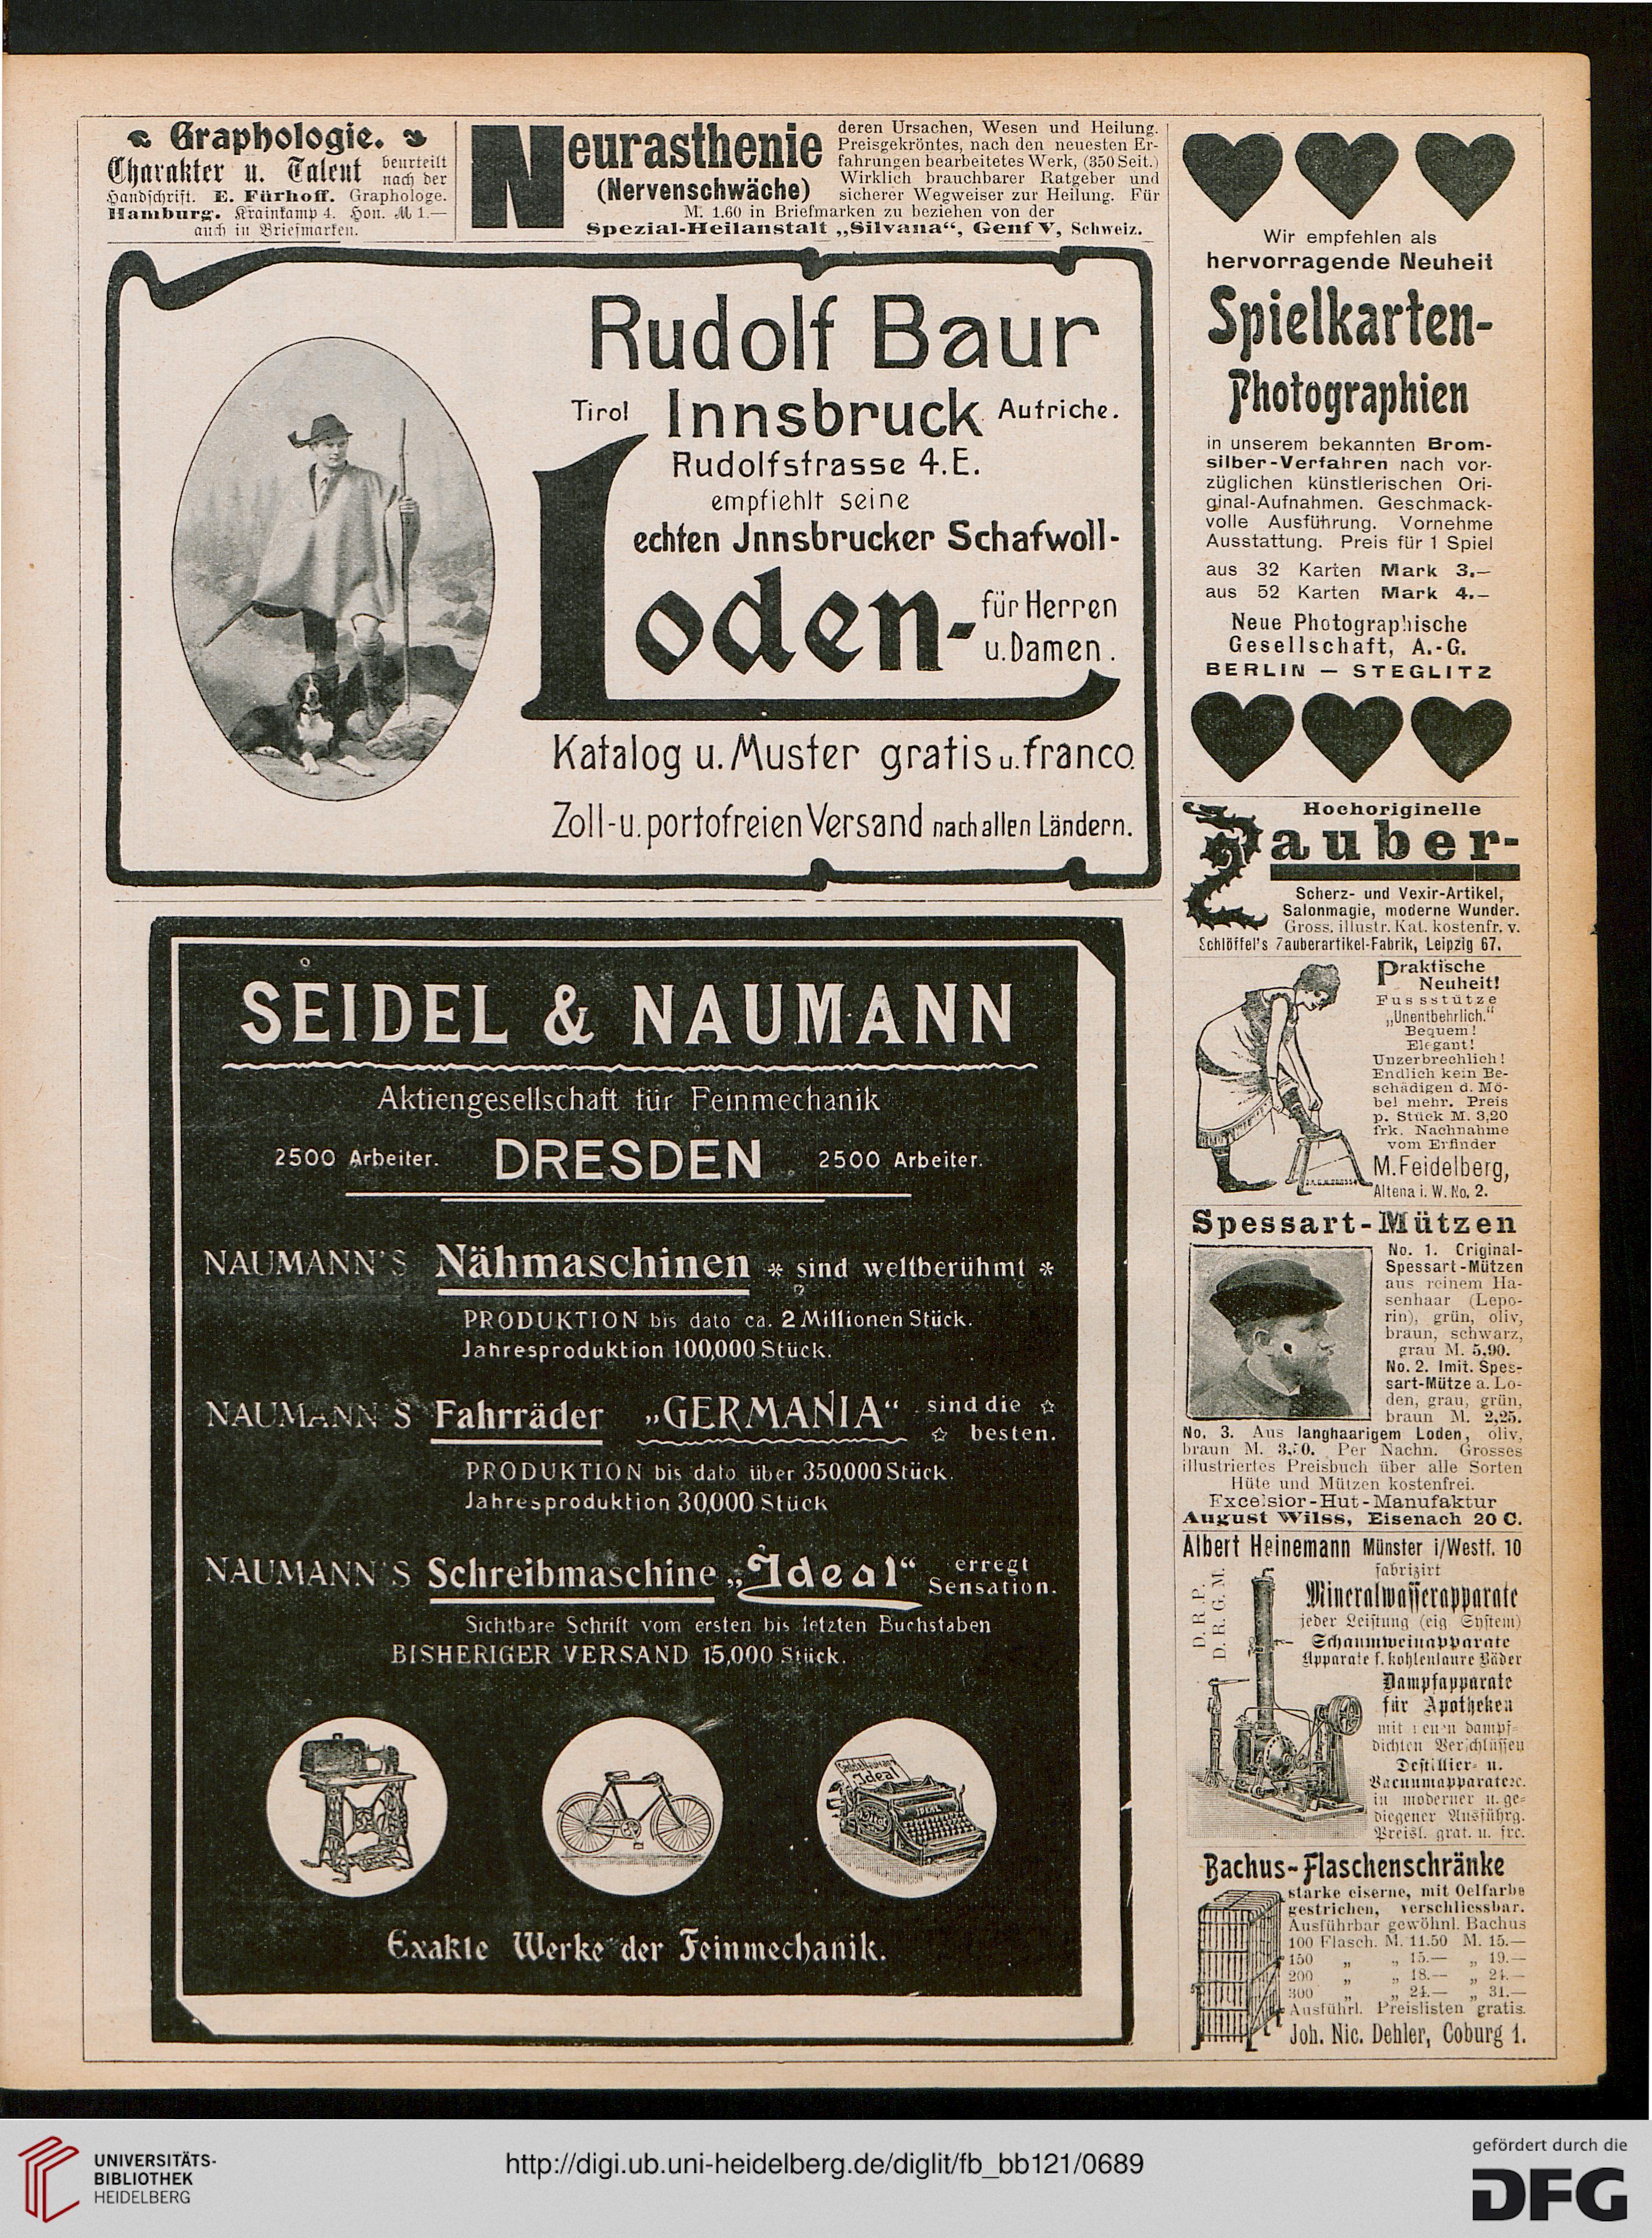 Graphologie.
Charakter u. Talent beurteilt
nach der
Handschrift. E. Fürhoff. Graphologe.
Hamburg. Krainkamp 4. Hon. M 1.—
auch in Briefmarken.
Neurasthenie
(Nervenschwäche)
deren Ursachen, Wesen und Heilung.
Preisgekröntes, nach den neuesten Er-
fahrungen bearbeitetes Werk, (350 Seit.)
Wirklich brauchbarer Ratgeber und
sicherer Wegweiser zur Heilung. Für
M. 1.60 in Briefmarken zu beziehen von der
Spezial-Heilanstalt „Silvana“, Genf V, Schweiz.
Rudolf Baur
Tirol Innsbruck Autriche.
Rudolfstrasse 4.E.
empfiehlt seine
echten Jnnsbrucker Schafwoll-
Loden-
für Herren
u. Damen.
Katalog u. Muster gratis u. franco.
Zoll-u. portofreien Versand nach allen Ländern.
SEIDEL & NAUMANN
Aktiengesellschaft für Feinmechanik
2500 Arbeiter. DRESDEN 2500 Arbeiter.
NAUMANN'S Nähmaschinen * sind weltberühmt *
PRODUKTION bis dato ca. 2 Millionen Stück.
Jahresproduktion 100,000 Stück.
NAUMANN'S Fahrräder „GERMANIA“ sind die ☆
☆ besten.
PRODUKTION bis dato über 350,000 Stück.
Jahresproduktion 30,000 Stück
NAUMANN'S Schreibmaschine „Ideal“ erregt
Sensation.
Sichtbare Schrift vom ersten bis letzten Buchstaben
BISHERIGER VERSAND 15,000 Stück.
Seidel & Naumann
Ideal
IDEAL
Exakte Werke der Feinmechanik.
Wir empfehlen als
hervorragende Neuheit
Spielkarten-
Photographien
in unserem bekannten Brom-
silber-Verfahren nach vor-
züglichen künstlerischen Ori-
ginal-Aufnahmen. Geschmack-
volle Ausführung. Vornehme
Ausstattung. Preis für 1 Spiel
aus 32 Karten Mark 3.—
aus 52 Karten Mark 4.—
Neue Photographische
Gesellschaft, A.-G.
BERLIN — STEGLITZ
Hochoriginelle
Zauber-
Scherz- und Vexir-Artikel,
Salonmagie, moderne Wunder.
Gross. illustr. Kat. kostenfr. v.
Schlöffel's Zauberartikel-Fabrik, Leipzig 67.
Praktische
Neuheit!
Fussstütze
„Unentbehrlich.“
Bequem!
Elegant!
Unzerbrechlich!
Endlich kein Be-
schädigen d. Mö-
bel mehr. Preis
p. Stück M. 3,20
frk. Nachnahme
vom Erfinder
M. Feidelberg,
Altena i. W. No. 2.
Spessart-Mützen
No. 1. Original-
Spessart-Mützen
aus reinem Ha-
senhaar (Lepo-
rin), grün, oliv,
braun, schwarz,
grau M. 5.90.
No. 2. Imit. Spes-
sart-Mütze a. Lo-
den, grau, grün,
braun M. 2,25.
No. 3. Aus langhaarigem Loden, oliv,
braun M. 3,50. Per Nachn. Grosses
illustriertes Preisbuch über alle Sorten
Hüte und Mützen kostenfrei.
Excelsior-Hut-Manufaktur
August Wilss, Eisenach 20 C.
Albert Heinemann Münster i/Westf. 10
fabrizirt
D. R. P.
D. R. G. M.
Mineralwasserapparate
jeder Leistung (eig System)
Schaumweinapparate
Apparate f. kohlensaure Bäder
Dampfapparate
für Apotheken
mit neuen dampf-
dichten Verschlüssen
Destillier- u.
Vacuumapparate ꝛc.
in moderner u. ge-
diegener Ausführg.
Preisl. grat. u. frc.
Bachus-Flaschenschränke
starke eiserne, mit Oelfarbe
gestrichen, verschliessbar.
Ausführbar gewöhnl. Bachus
100 Flasch. M. 11.50 M. 15.—
150 „ „ 15.— „ 19.—
200 „ „ 18.— „ 24.—
300 „ „ 24.— „ 31.—
Ausführl. Preislisten gratis.
Joh. Nic. Dehler, Coburg 1.
UNIVERSITÄTS-
BIBLIOTHEK
HEIDELBERG
http://digi.ub.uni-heidelberg.de/diglit/fb_bb121/0689
gefördert durch die
DFG